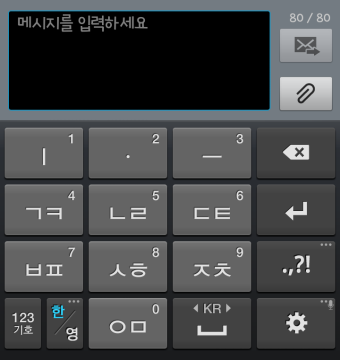 메시지를 입력하세요
80 / 80
ㅣ 1
· 2
ㅡ 3
ㄱㅋ 4
ㄴㄹ 5
ㄷㅌ 6
ㅂㅍ 7
ㅅㅎ 8
ㅈㅊ 9
.,?!
123
기호
한/영
ㅇㅁ 0
KR